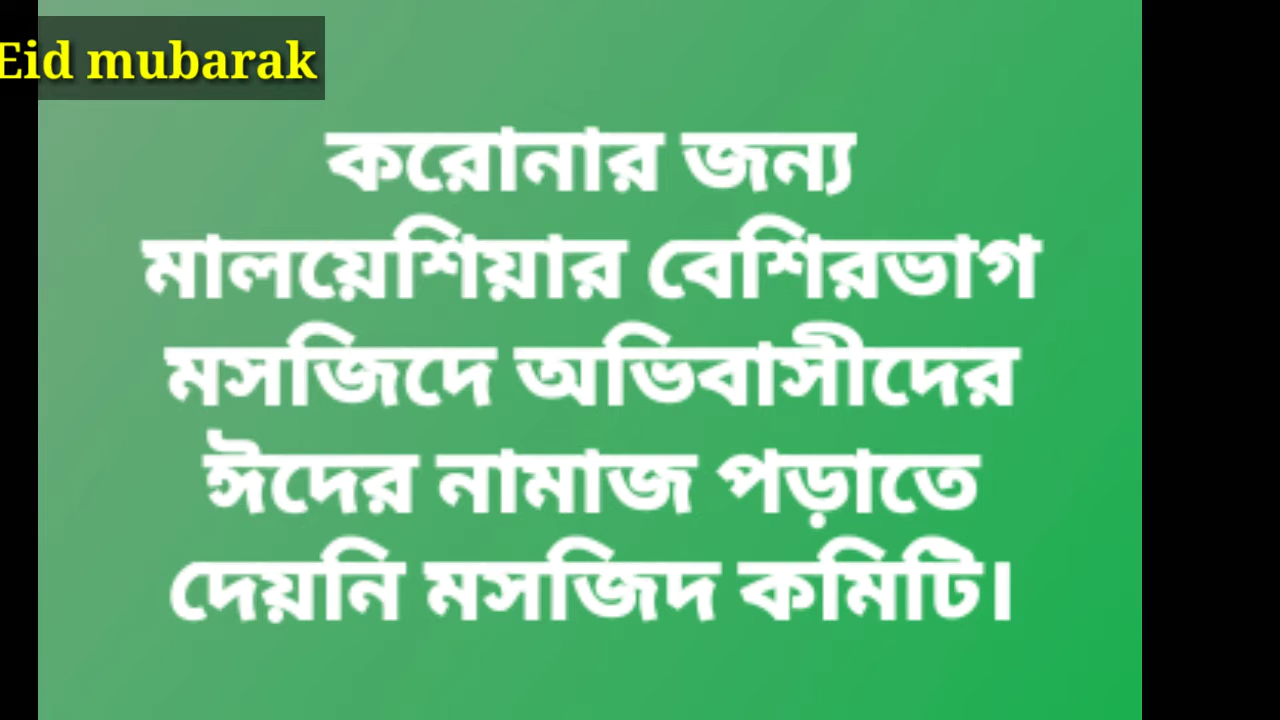 Eid mubarak
করোনার জন্য
মালয়েশিয়ার বেশিরভাগ
মসজিদে অভিবাসীদের
ঈদের নামাজ পড়াতে
দেয়নি মসজিদ কমিটি।